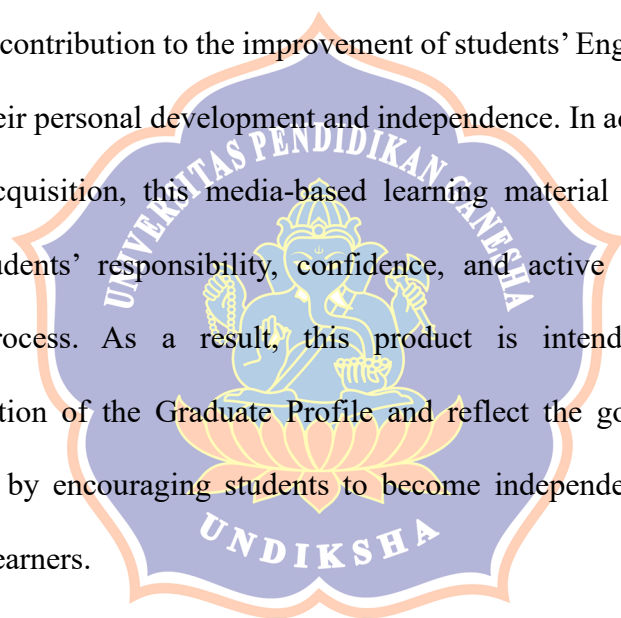 contribution to the improvement of students’ Eng
eir personal development and independence. In ac
cquisition, this media-based learning material
udents’ responsibility, confidence, and active
rocess. As a result, this product is intend
tion of the Graduate Profile and reflect the go
by encouraging students to become independe
earners.
UNIVERSITAS PENDIDIKAN GANESHA
UNDIKSHA